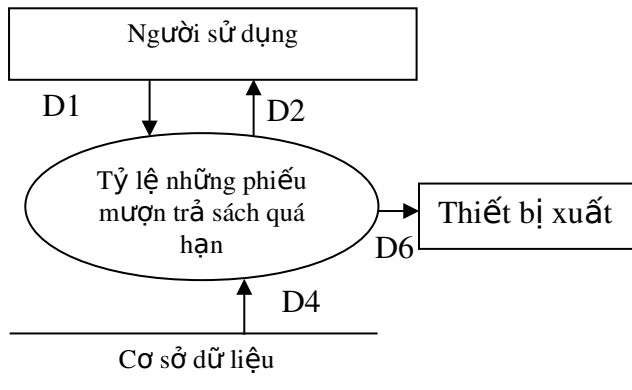 Người sử dụng
D1
D2
Tỷ lệ những phiếu
mượn trả sách quá
hạn
Thiết bị xuất
D6
D4
Cơ sở dữ liệu